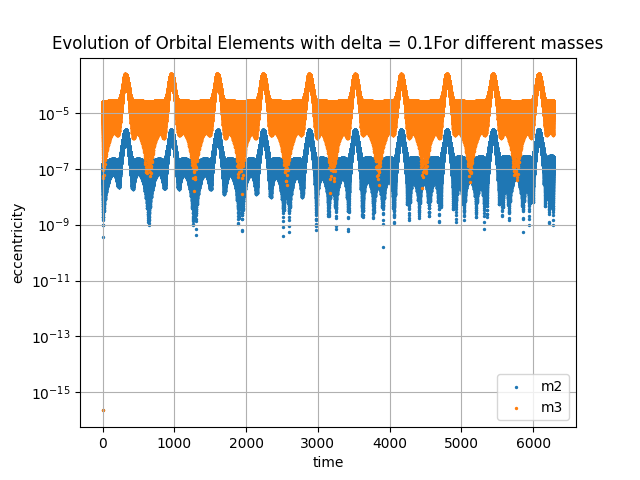 Evolution of Orbital Elements with delta = 0.1For different masses
eccentricity
10⁻⁵
10⁻⁷
10⁻⁹
10⁻¹¹
10⁻¹³
10⁻¹⁵
m2
m3
0 1000 2000 3000 4000 5000 6000
time